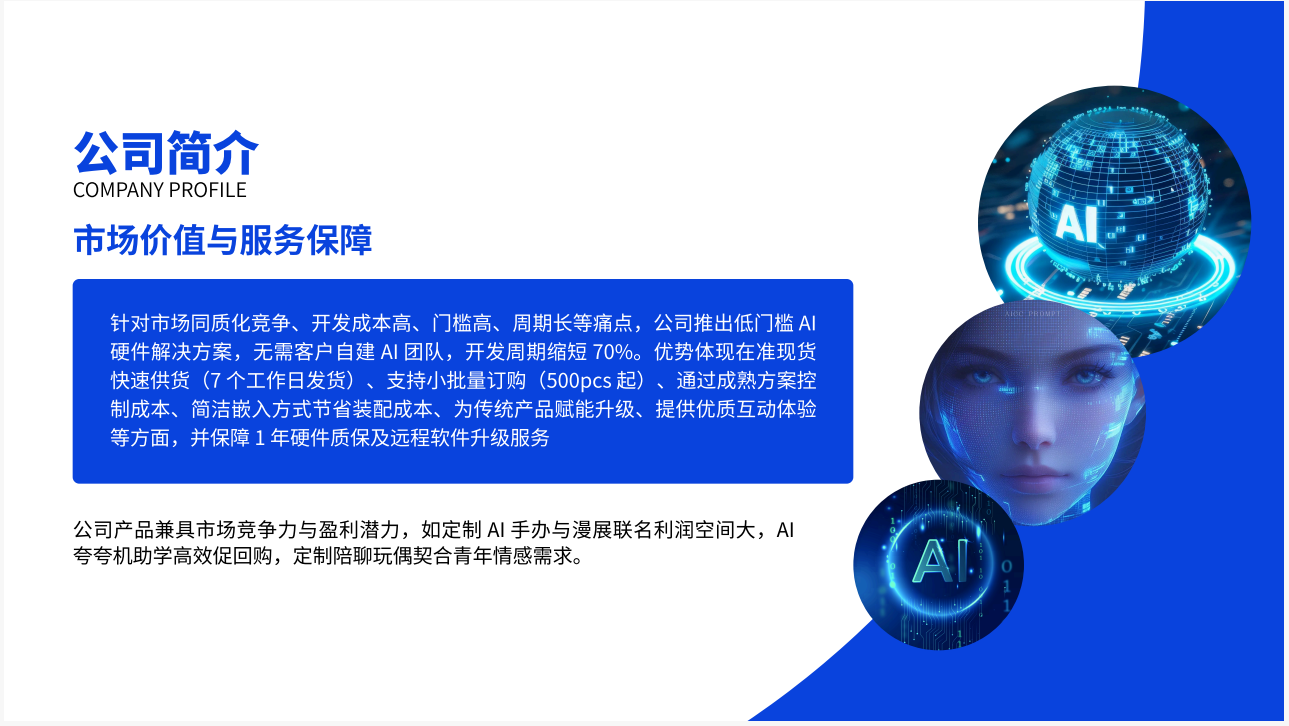 公司简介
COMPANY PROFILE
市场价值与服务保障
针对市场同质化竞争、开发成本高、门槛高、周期长等痛点，公司推出低门槛 AI
硬件解决方案，无需客户自建 AI 团队，开发周期缩短 70%。优势体现在准现货
快速供货（7 个工作日发货）、支持小批量订购（500pcs 起）、通过成熟方案控
制成本、简洁嵌入方式节省装配成本、为传统产品赋能升级、提供优质互动体验
等方面，并保障 1 年硬件质保及远程软件升级服务
公司产品兼具市场竞争力与盈利潜力，如定制 AI 手办与漫展联名利润空间大，AI
夸夸机助学高效促回购，定制陪聊玩偶契合青年情感需求。
AI
AI